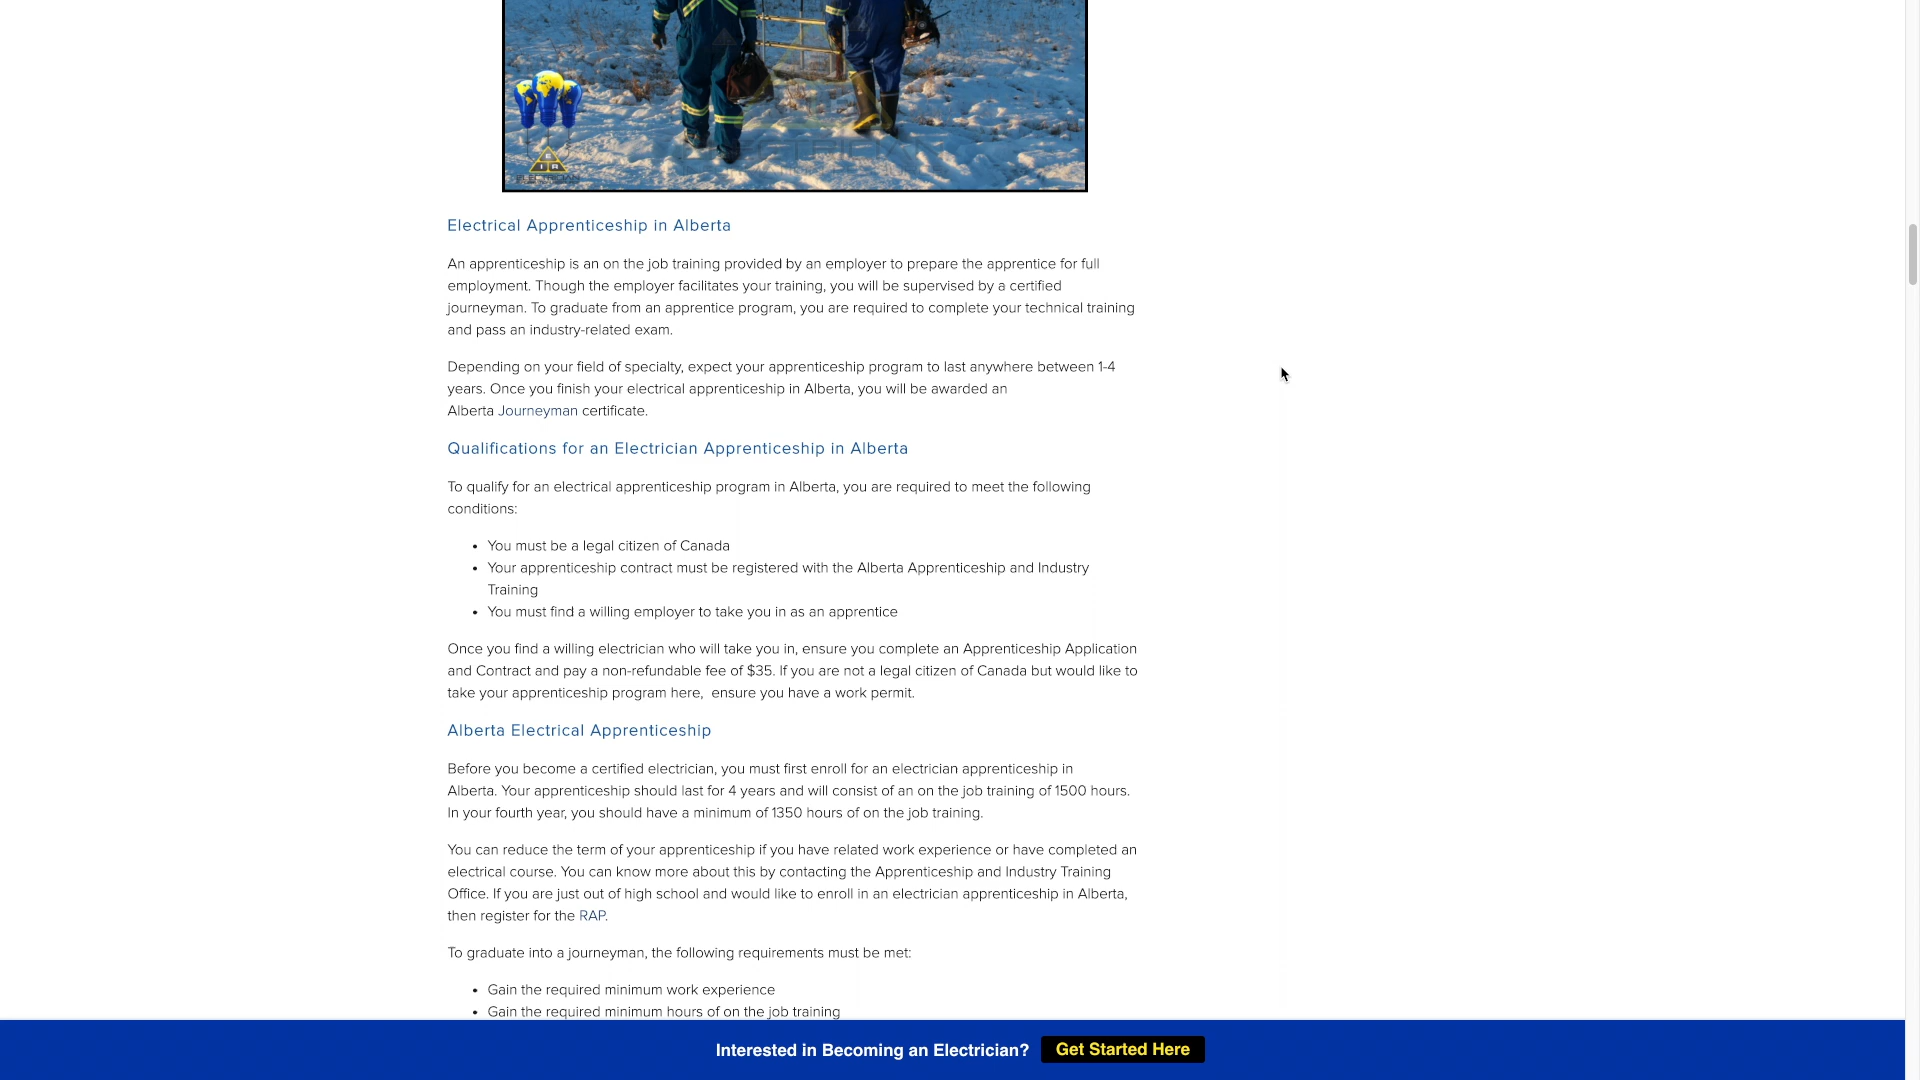 E
I R
ELECTRICIAN
Electrical Apprenticeship in Alberta
An apprenticeship is an on the job training provided by an employer to prepare the apprentice for full
employment. Though the employer facilitates your training, you will be supervised by a certified
journeyman. To graduate from an apprentice program, you are required to complete your technical training
and pass an industry-related exam.
Depending on your field of specialty, expect your apprenticeship program to last anywhere between 1-4
years. Once you finish your electrical apprenticeship in Alberta, you will be awarded an
Alberta Journeyman certificate.
Qualifications for an Electrician Apprenticeship in Alberta
To qualify for an electrical apprenticeship program in Alberta, you are required to meet the following
conditions:
• You must be a legal citizen of Canada
• Your apprenticeship contract must be registered with the Alberta Apprenticeship and Industry
Training
• You must find a willing employer to take you in as an apprentice
Once you find a willing electrician who will take you in, ensure you complete an Apprenticeship Application
and Contract and pay a non-refundable fee of $35. If you are not a legal citizen of Canada but would like to
take your apprenticeship program here,  ensure you have a work permit.
Alberta Electrical Apprenticeship
Before you become a certified electrician, you must first enroll for an electrician apprenticeship in
Alberta. Your apprenticeship should last for 4 years and will consist of an on the job training of 1500 hours.
In your fourth year, you should have a minimum of 1350 hours of on the job training.
You can reduce the term of your apprenticeship if you have related work experience or have completed an
electrical course. You can know more about this by contacting the Apprenticeship and Industry Training
Office. If you are just out of high school and would like to enroll in an electrician apprenticeship in Alberta,
then register for the RAP.
To graduate into a journeyman, the following requirements must be met:
• Gain the required minimum work experience
• Gain the required minimum hours of on the job training
Interested in Becoming an Electrician? Get Started Here